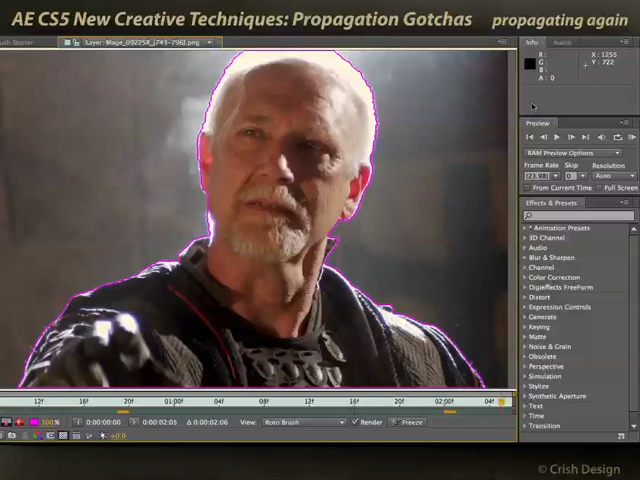 AE CS5 New Creative Techniques: Propagation Gotchas propagating again
Layer: Mage_09225R_[743-796].png
Info Audio
R :
G :
B :
A : 0
X : 1255
Y : 722
Preview
RAM Preview Options
Frame Rate Skip Resolution
(23.98) 0 Auto
From Current Time Full Screen
Effects & Presets
* Animation Presets
3D Channel
Audio
Blur & Sharpen
Channel
Color Correction
DigiEffects FreeForm
Distort
Expression Controls
Generate
Keying
Matte
Noise & Grain
Obsolete
Perspective
Simulation
Stylize
Synthetic Aperture
Text
Time
Transition
12f 20f 01:00f 04f 08f 12f 16f 20f 02:00f 04f
100% 0:00:00:00 0:00:02:05 Δ 0:00:02:06 View: Roto Brush Render Freeze
+0.0
© Crish Design